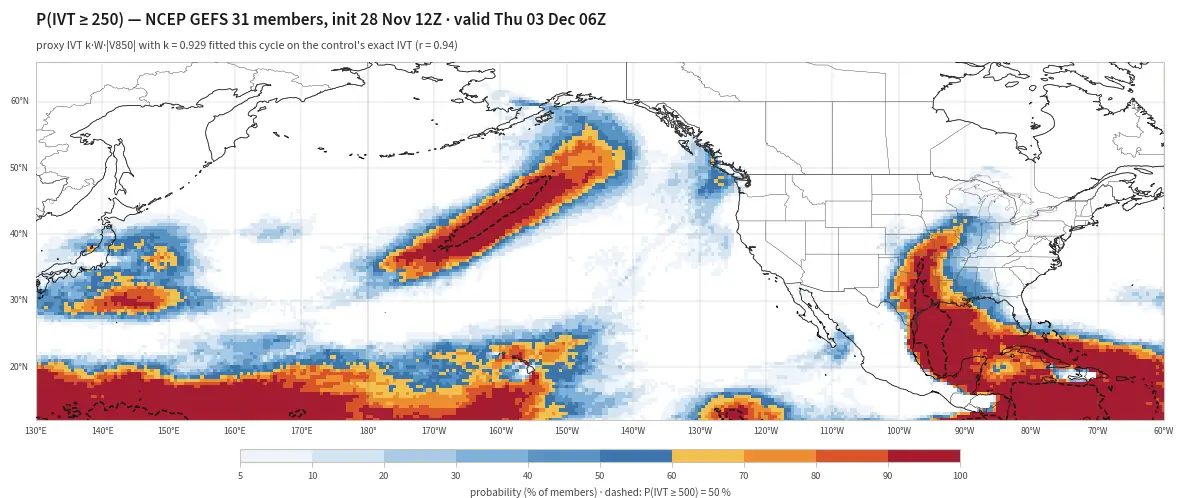 P(IVT ≥ 250) — NCEP GEFS 31 members, init 28 Nov 12Z · valid Thu 03 Dec 06Z
proxy IVT k·W·|V850| with k = 0.929 fitted this cycle on the control's exact IVT (r = 0.94)
60°N
50°N
40°N
30°N
20°N
130°E 140°E 150°E 160°E 170°E 180° 170°W 160°W 150°W 140°W 130°W 120°W 110°W 100°W 90°W 80°W 70°W 60°W
5 10 20 30 40 50 60 70 80 90 100
probability (% of members) · dashed: P(IVT ≥ 500) = 50 %